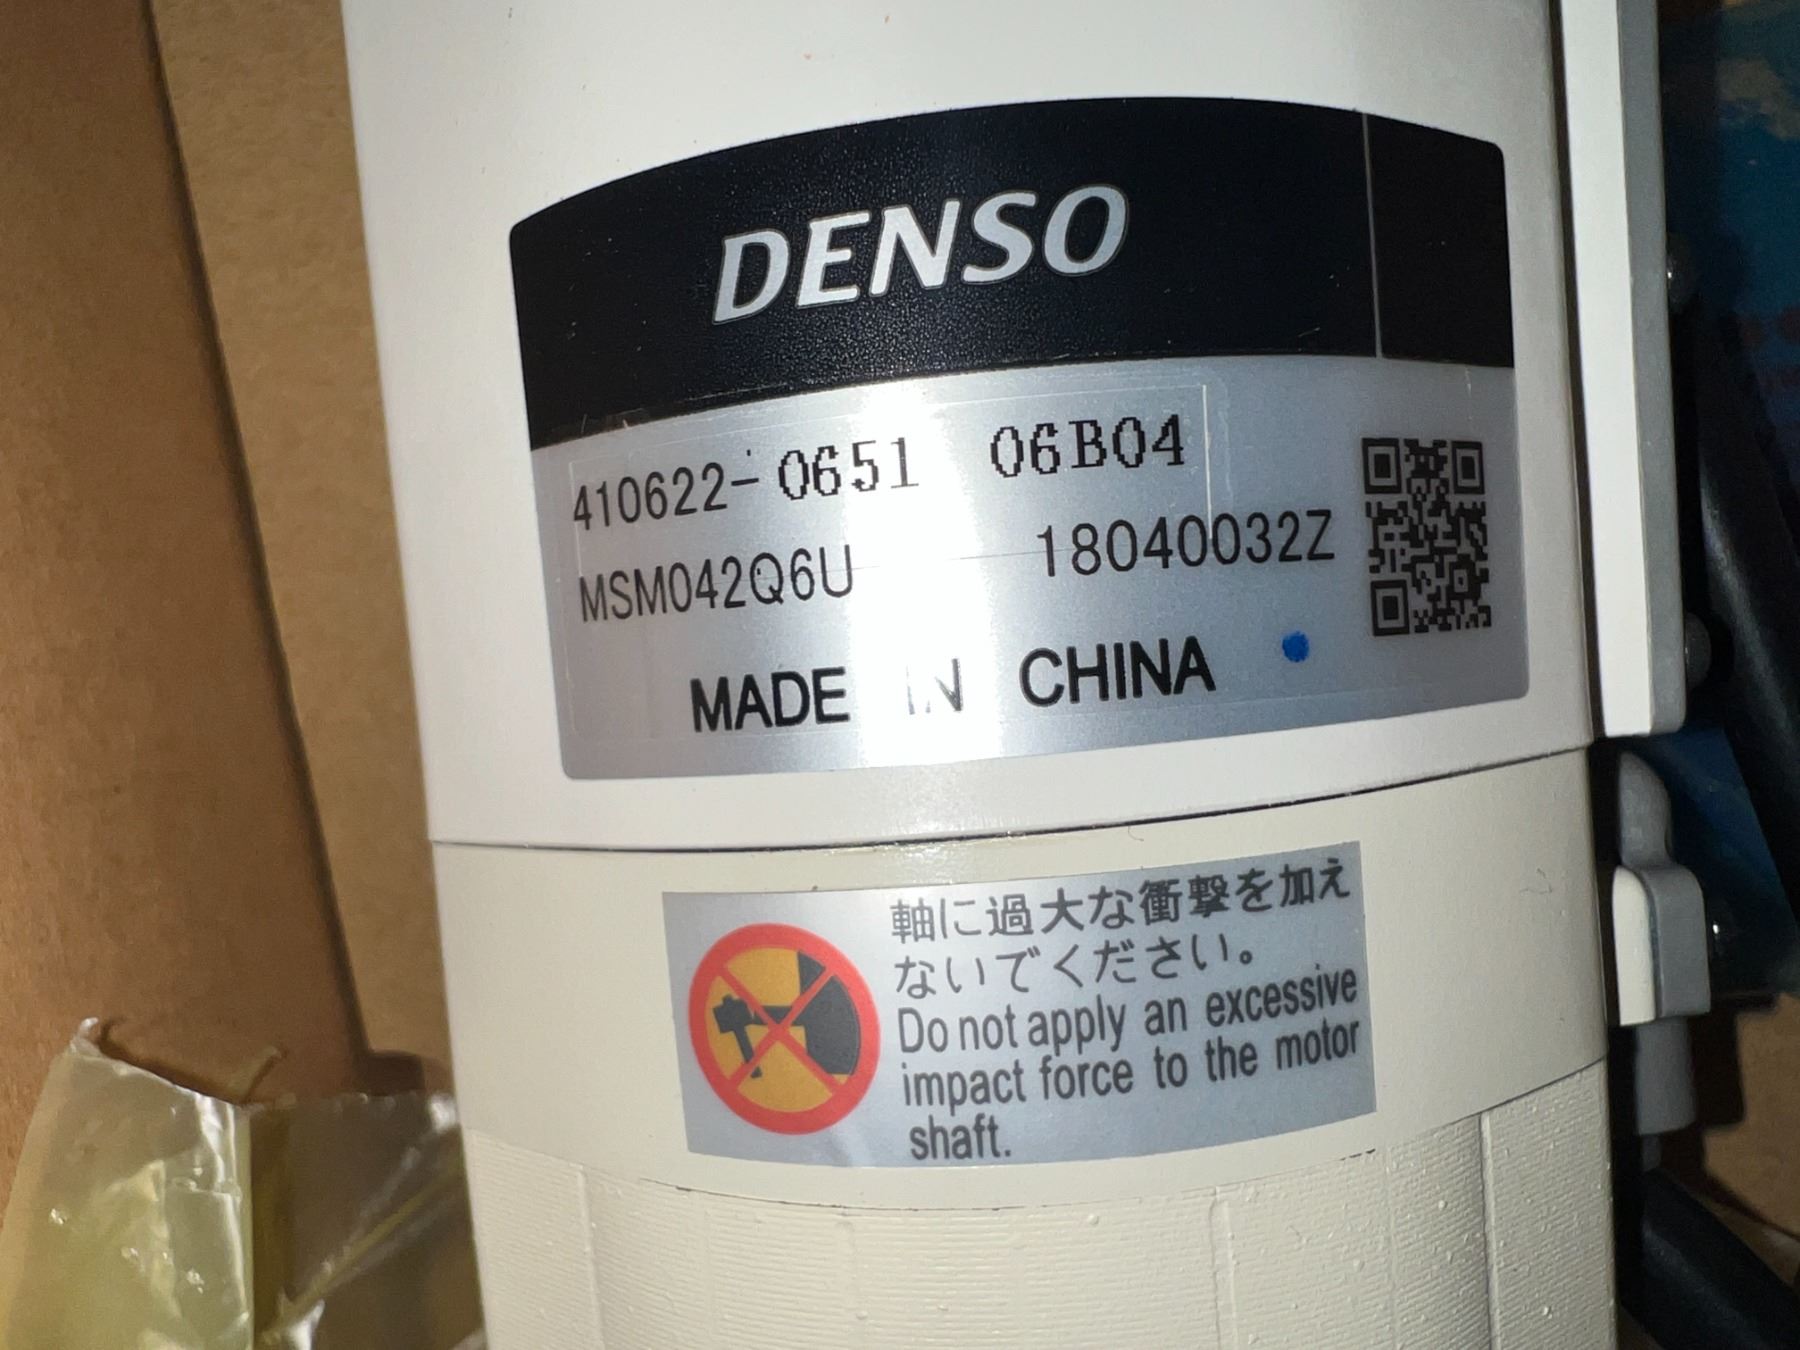 DENSO
410622-0651 06B04
MSM042Q6U 18040032Z
MADE IN CHINA
軸に過大な衝撃を加え
ないでください。
Do not apply an excessive
impact force to the motor
shaft.